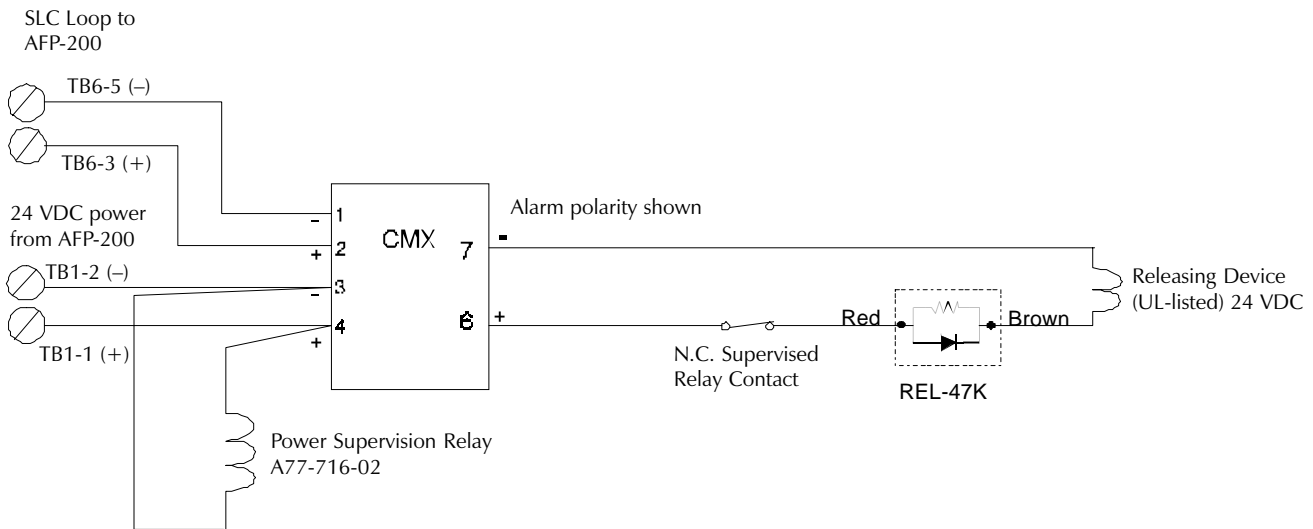 SLC Loop to
AFP-200
TB6-5 (–)
TB6-3 (+)
24 VDC power
from AFP-200
TB1-2 (–)
TB1-1 (+)
– 1
+ 2
– 3
+ 4
CMX
7 -
6 +
Alarm polarity shown
N.C. Supervised
Relay Contact
Red
Brown
REL-47K
Releasing Device
(UL-listed) 24 VDC
Power Supervision Relay
A77-716-02